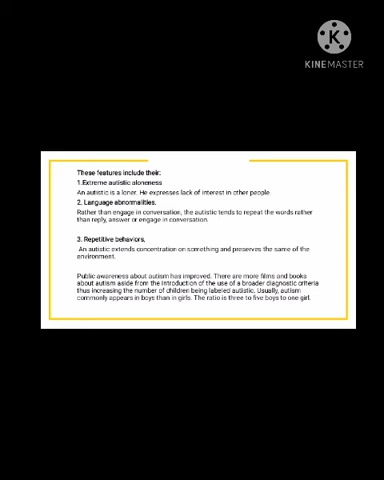 KINEMASTER
These features include their:
1.Extreme autistic aloneness
An autistic is a loner. He expresses lack of interest in other people.
2. Language abnormalities.
Rather than engage in conversation, the autistic tends to repeat the words rather
than reply, answer or engage in conversation.
3. Repetitive behaviors,
An autistic extends concentration on something and preserves the same of the
environment.
Public awareness about autism has improved. There are more films and books
about autism aside from the introduction of the use of a broader diagnostic criteria
thus increasing the number of children being labeled autistic. Usually, autism
commonly appears in boys than in girls. The ratio is three to five boys to one girl.